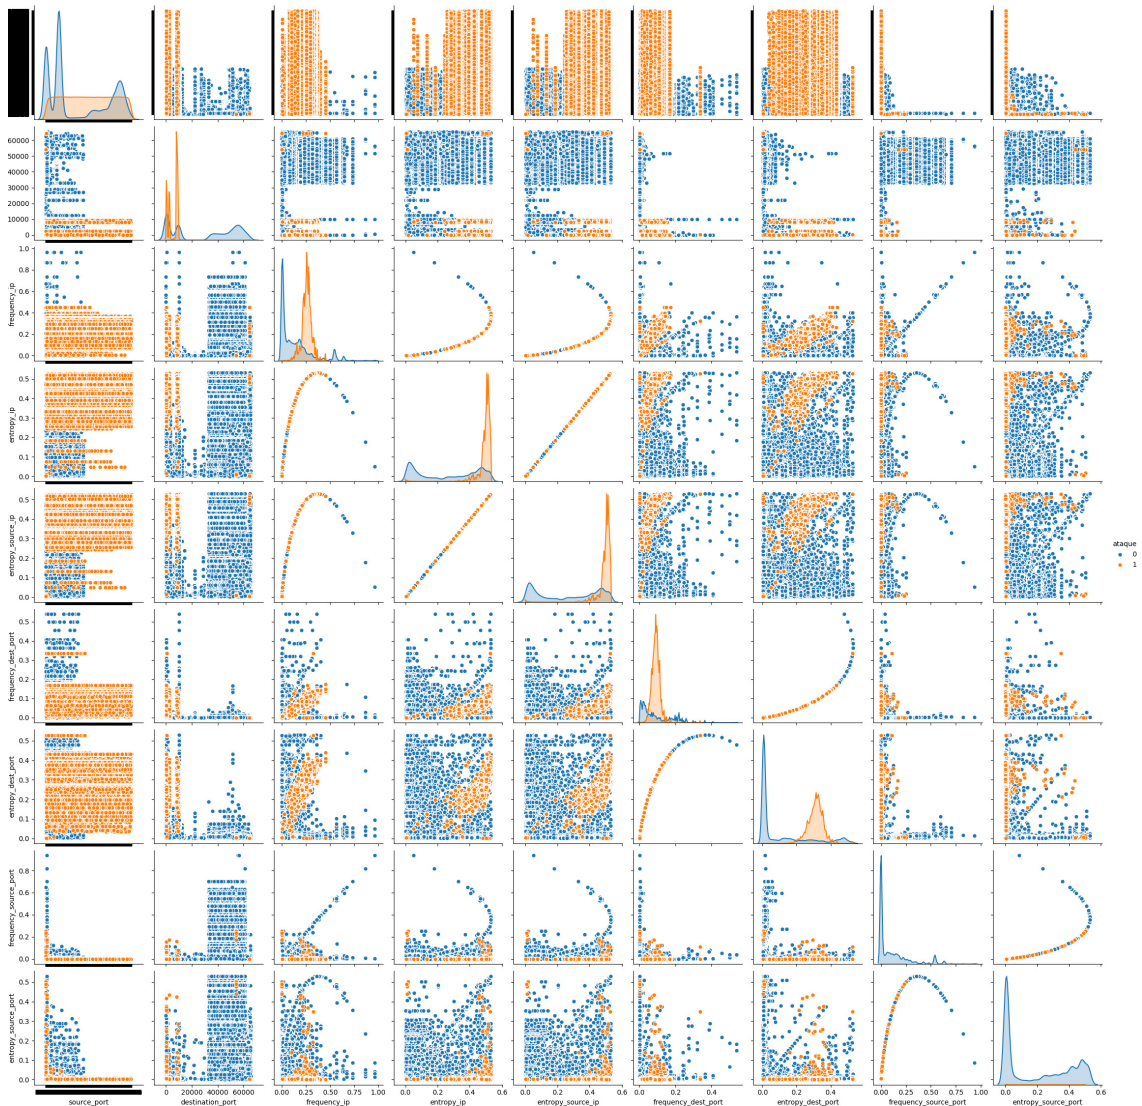 60000
50000
40000
30000
20000
10000
0
1.0
0.8
0.6
0.4
0.2
0.0
frequency_ip
0.5
0.4
0.3
0.2
0.1
0.0
entropy_ip
0.5
0.4
0.3
0.2
0.1
0.0
entropy_source_ip
ataque
0
1
0.5
0.4
0.3
0.2
0.1
0.0
frequency_dest_port
0.5
0.4
0.3
0.2
0.1
0.0
entropy_dest_port
0.8
0.6
0.4
0.2
0.0
frequency_source_port
0.5
0.4
0.3
0.2
0.1
0.0
entropy_source_port
0 20000 40000 60000
0.00 0.25 0.50 0.75 1.00
0.0 0.2 0.4 0.6
0.0 0.2 0.4 0.6
0.0 0.2 0.4
0.0 0.2 0.4
0.00 0.25 0.50 0.75 1.00
0.0 0.2 0.4 0.6
source_port destination_port frequency_ip entropy_ip entropy_source_ip frequency_dest_port entropy_dest_port frequency_source_port entropy_source_port